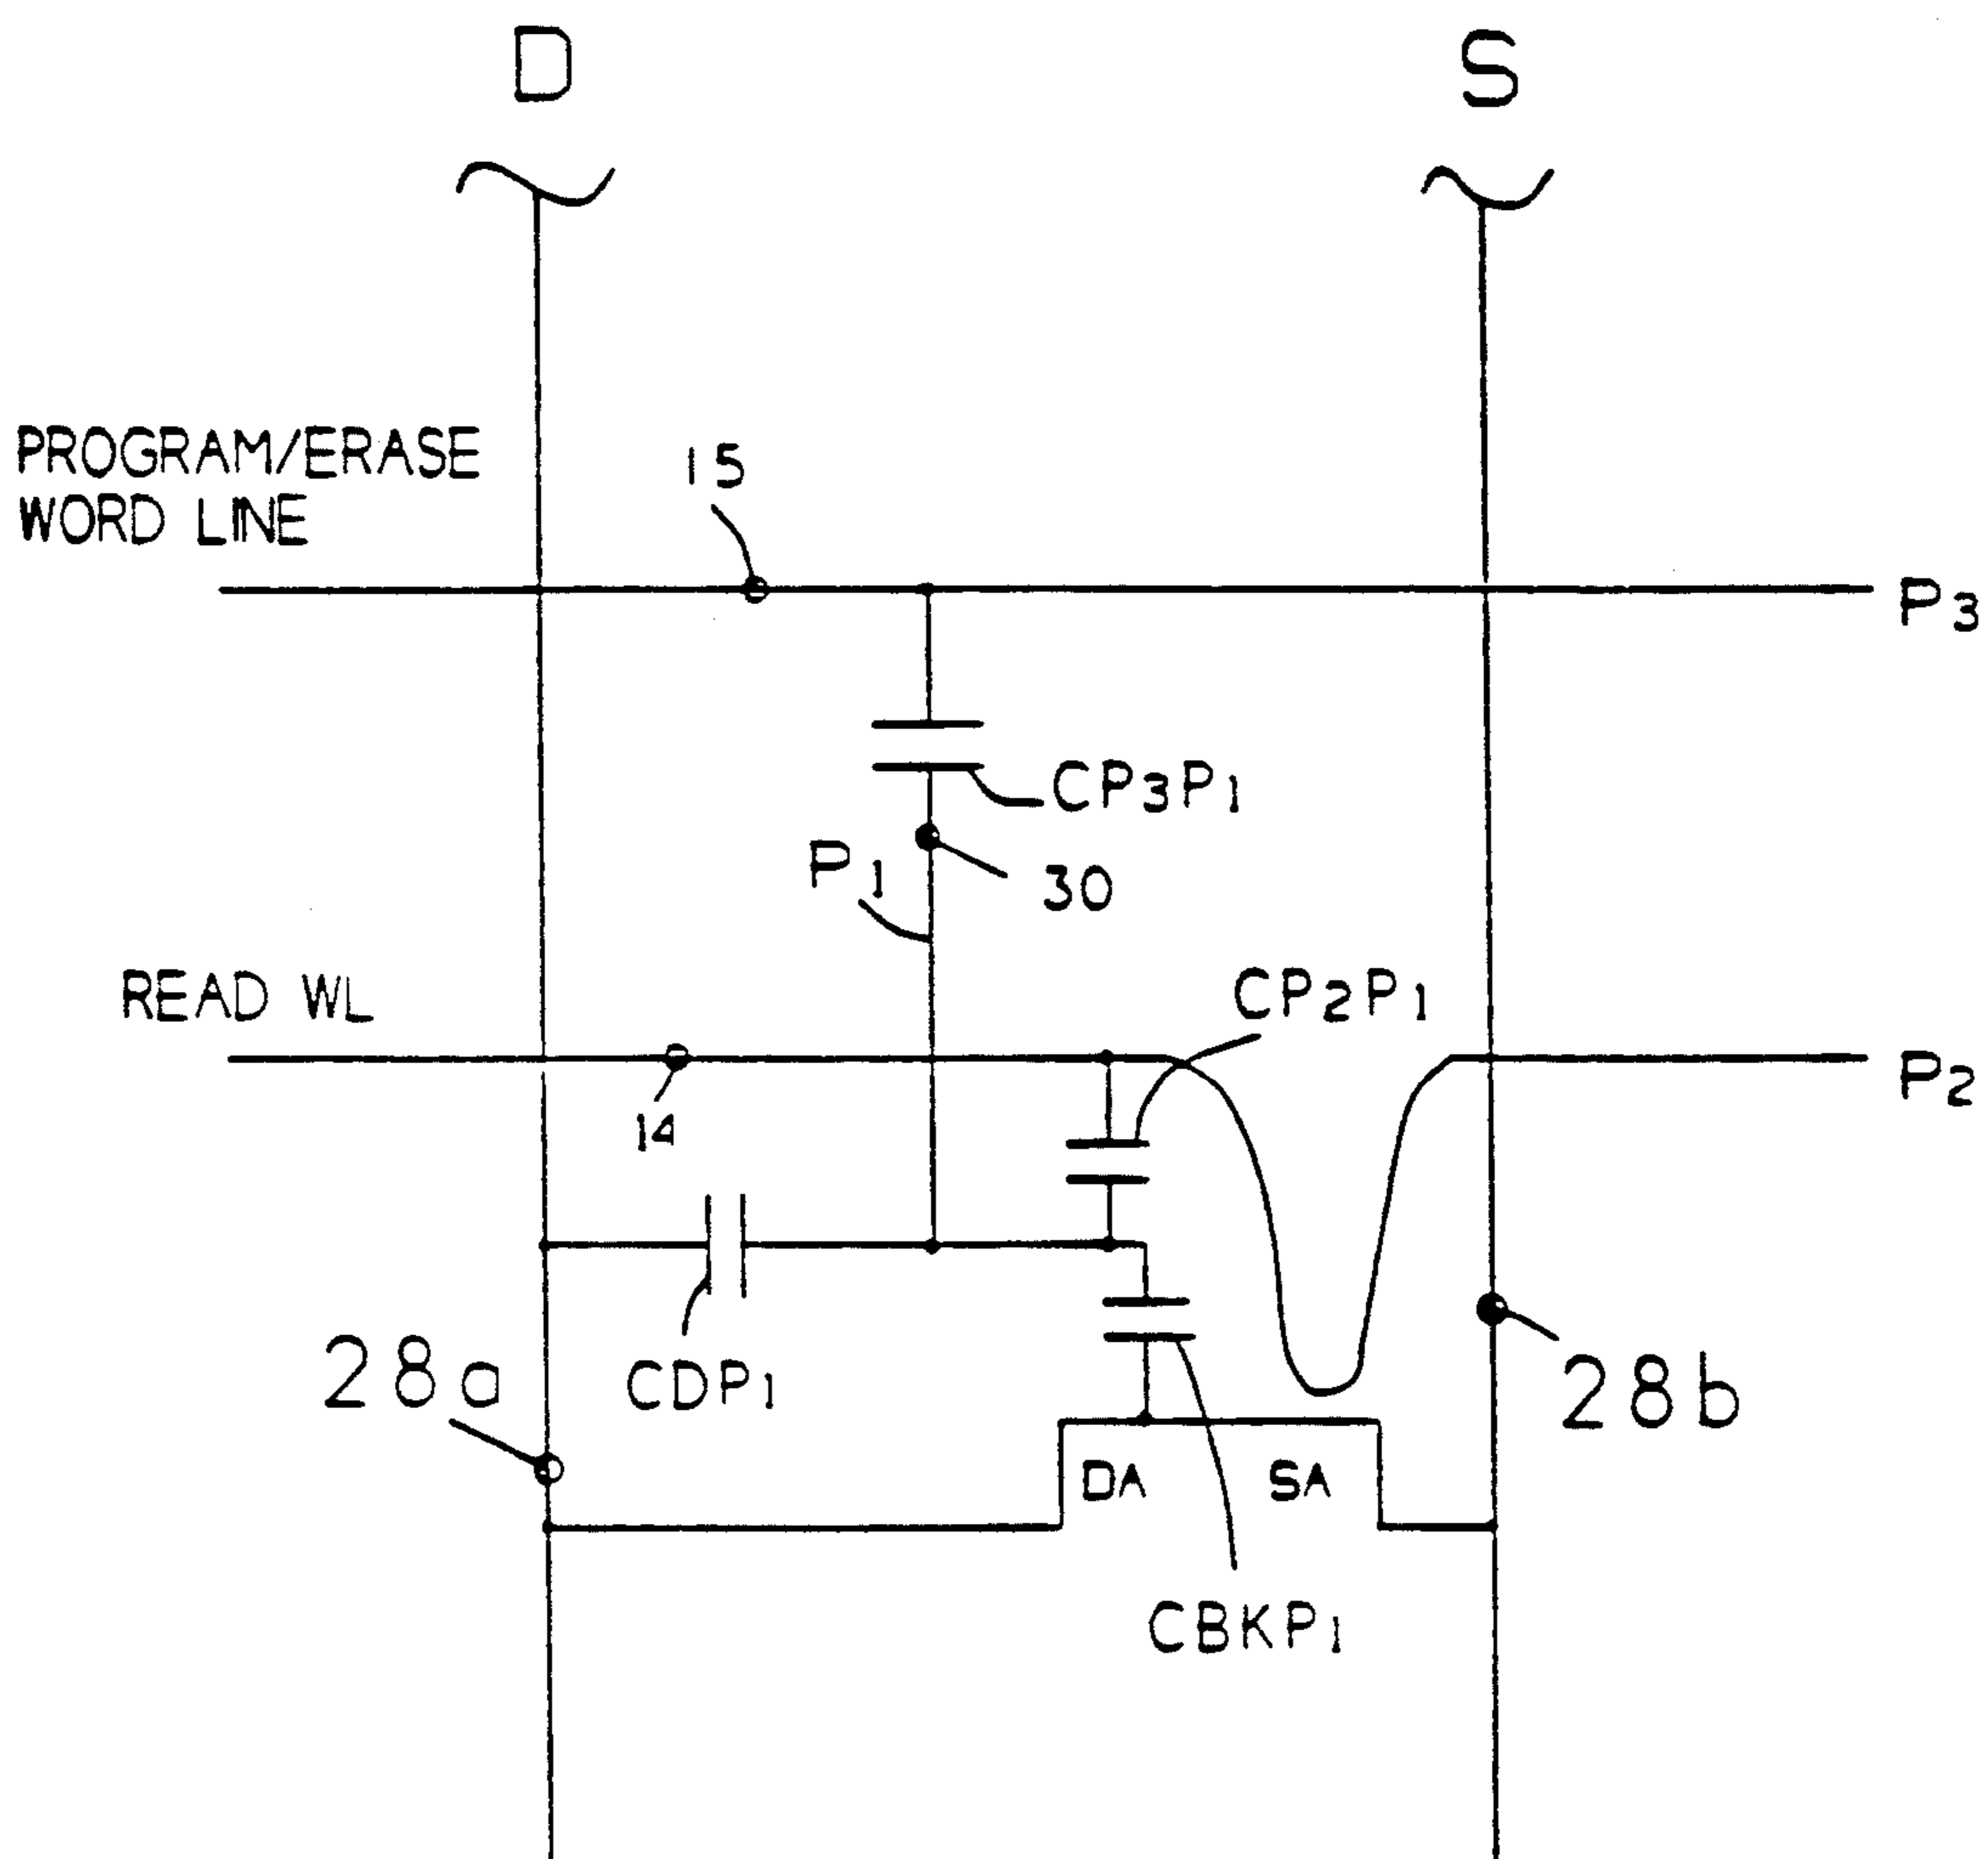 D
S
PROGRAM/ERASE
WORD LINE
15
P3
CP3P1
P1
30
READ WL
CP2P1
P2
14
28a
CDP1
28b
DA
SA
CBKP1